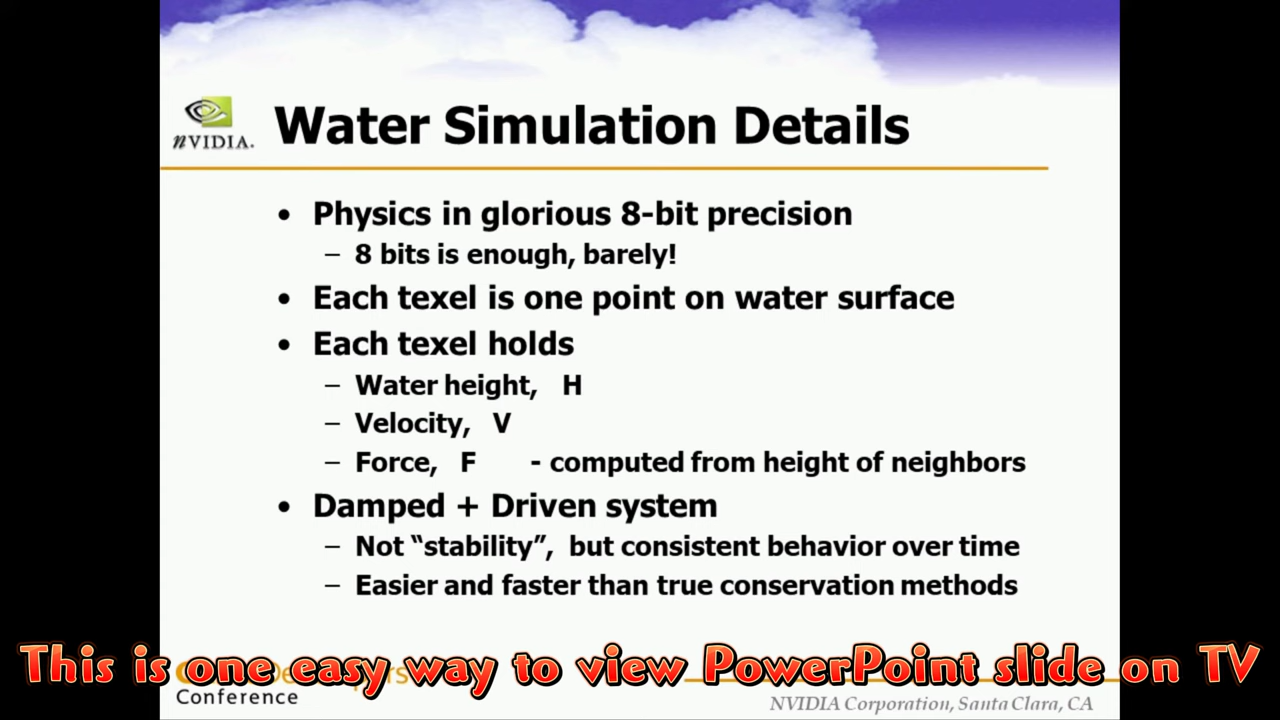 nVIDIA.
Water Simulation Details
• Physics in glorious 8-bit precision
– 8 bits is enough, barely!
• Each texel is one point on water surface
• Each texel holds
– Water height, H
– Velocity, V
– Force, F - computed from height of neighbors
• Damped + Driven system
– Not “stability”, but consistent behavior over time
– Easier and faster than true conservation methods
This is one easy way to view PowerPoint slide on TV
Conference
NVIDIA Corporation, Santa Clara, CA